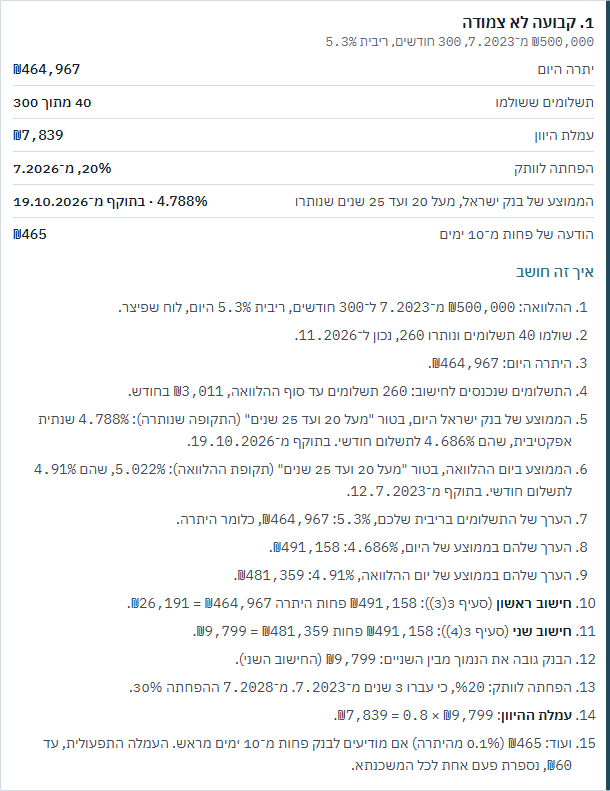 1. קבועה לא צמודה
₪500,000 מ־7.2023, 300 חודשים, ריבית 5.3%
יתרה היום ₪464,967
תשלומים ששולמו 40 מתוך 300
עמלת היוון ₪7,839
הפחתה לוותק 20%, מ־7.2026
הממוצע של בנק ישראל, מעל 20 ועד 25 שנים שנותרו 4.788% · בתוקף מ־19.10.2026
הודעה של פחות מ־10 ימים ₪465
איך זה חושב
1. ההלוואה: ₪500,000 מ־7.2023 ל־300 חודשים, ריבית 5.3% היום, לוח שפיצר.
2. שולמו 40 תשלומים ונותרו 260, נכון ל־11.2026.
3. היתרה היום: ₪464,967.
4. התשלומים שנכנסים לחישוב: 260 תשלומים עד סוף ההלוואה, ₪3,011 בחודש.
5. הממוצע של בנק ישראל היום, בטור "מעל 20 ועד 25 שנים" (התקופה שנותרה): 4.788% שנתית
אפקטיבית, שהם 4.686% לתשלום חודשי. בתוקף מ־19.10.2026.
6. הממוצע ביום ההלוואה, בטור "מעל 20 ועד 25 שנים" (תקופת ההלוואה): 5.022%, שהם 4.91%
לתשלום חודשי. בתוקף מ־12.7.2023.
7. הערך של התשלומים בריבית שלכם, 5.3%: ₪464,967, כלומר היתרה.
8. הערך שלהם בממוצע של היום, 4.686%: ₪491,158.
9. הערך שלהם בממוצע של יום ההלוואה, 4.91%: ₪481,359.
10. חישוב ראשון (סעיף 3(3)): ₪491,158 פחות היתרה ₪464,967 = ₪26,191.
11. חישוב שני (סעיף 3(4)): ₪491,158 פחות ₪481,359 = ₪9,799.
12. הבנק גובה את הנמוך מבין השניים: ₪9,799 (החישוב השני).
13. הפחתה לוותק: 20%, כי עברו 3 שנים מ־7.2023. מ־7.2028 ההפחתה 30%.
14. עמלת ההיוון: ₪9,799 × 0.8 = ₪7,839.
15. ועוד: ₪465 (0.1% מהיתרה) אם מודיעים לבנק פחות מ־10 ימים מראש. העמלה התפעולית, עד
₪60, נספרת פעם אחת לכל המשכנתא.